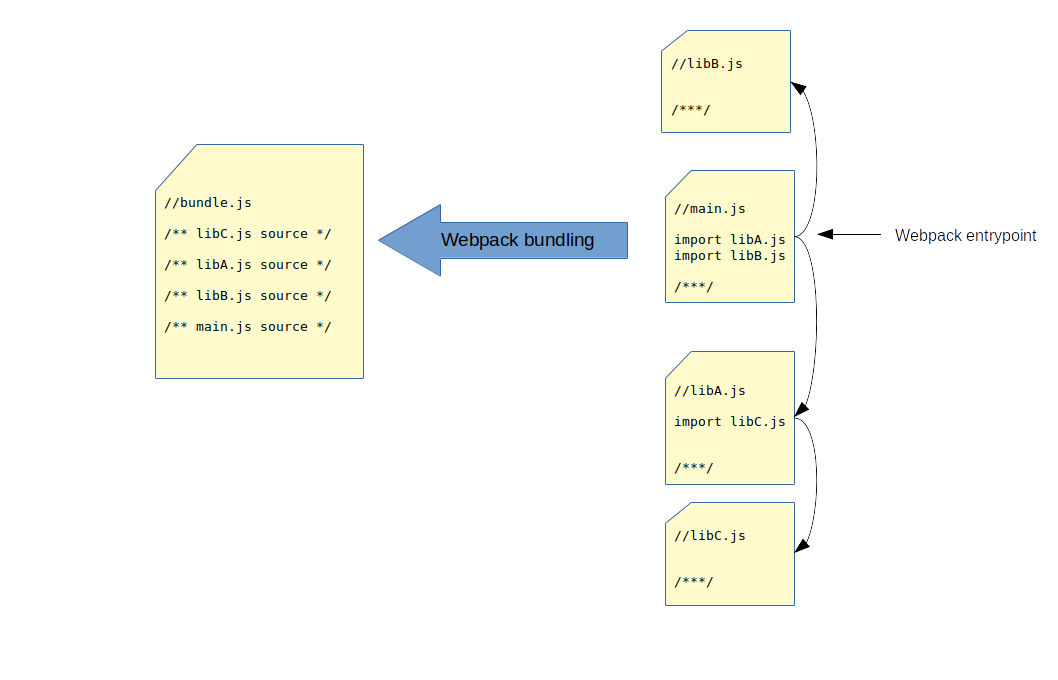 //bundle.js
/** libC.js source */
/** libA.js source */
/** libB.js source */
/** main.js source */
Webpack bundling
//libB.js
/***/
//main.js
import libA.js
import libB.js
/***/
Webpack entrypoint
//libA.js
import libC.js
/***/
//libC.js
/***/